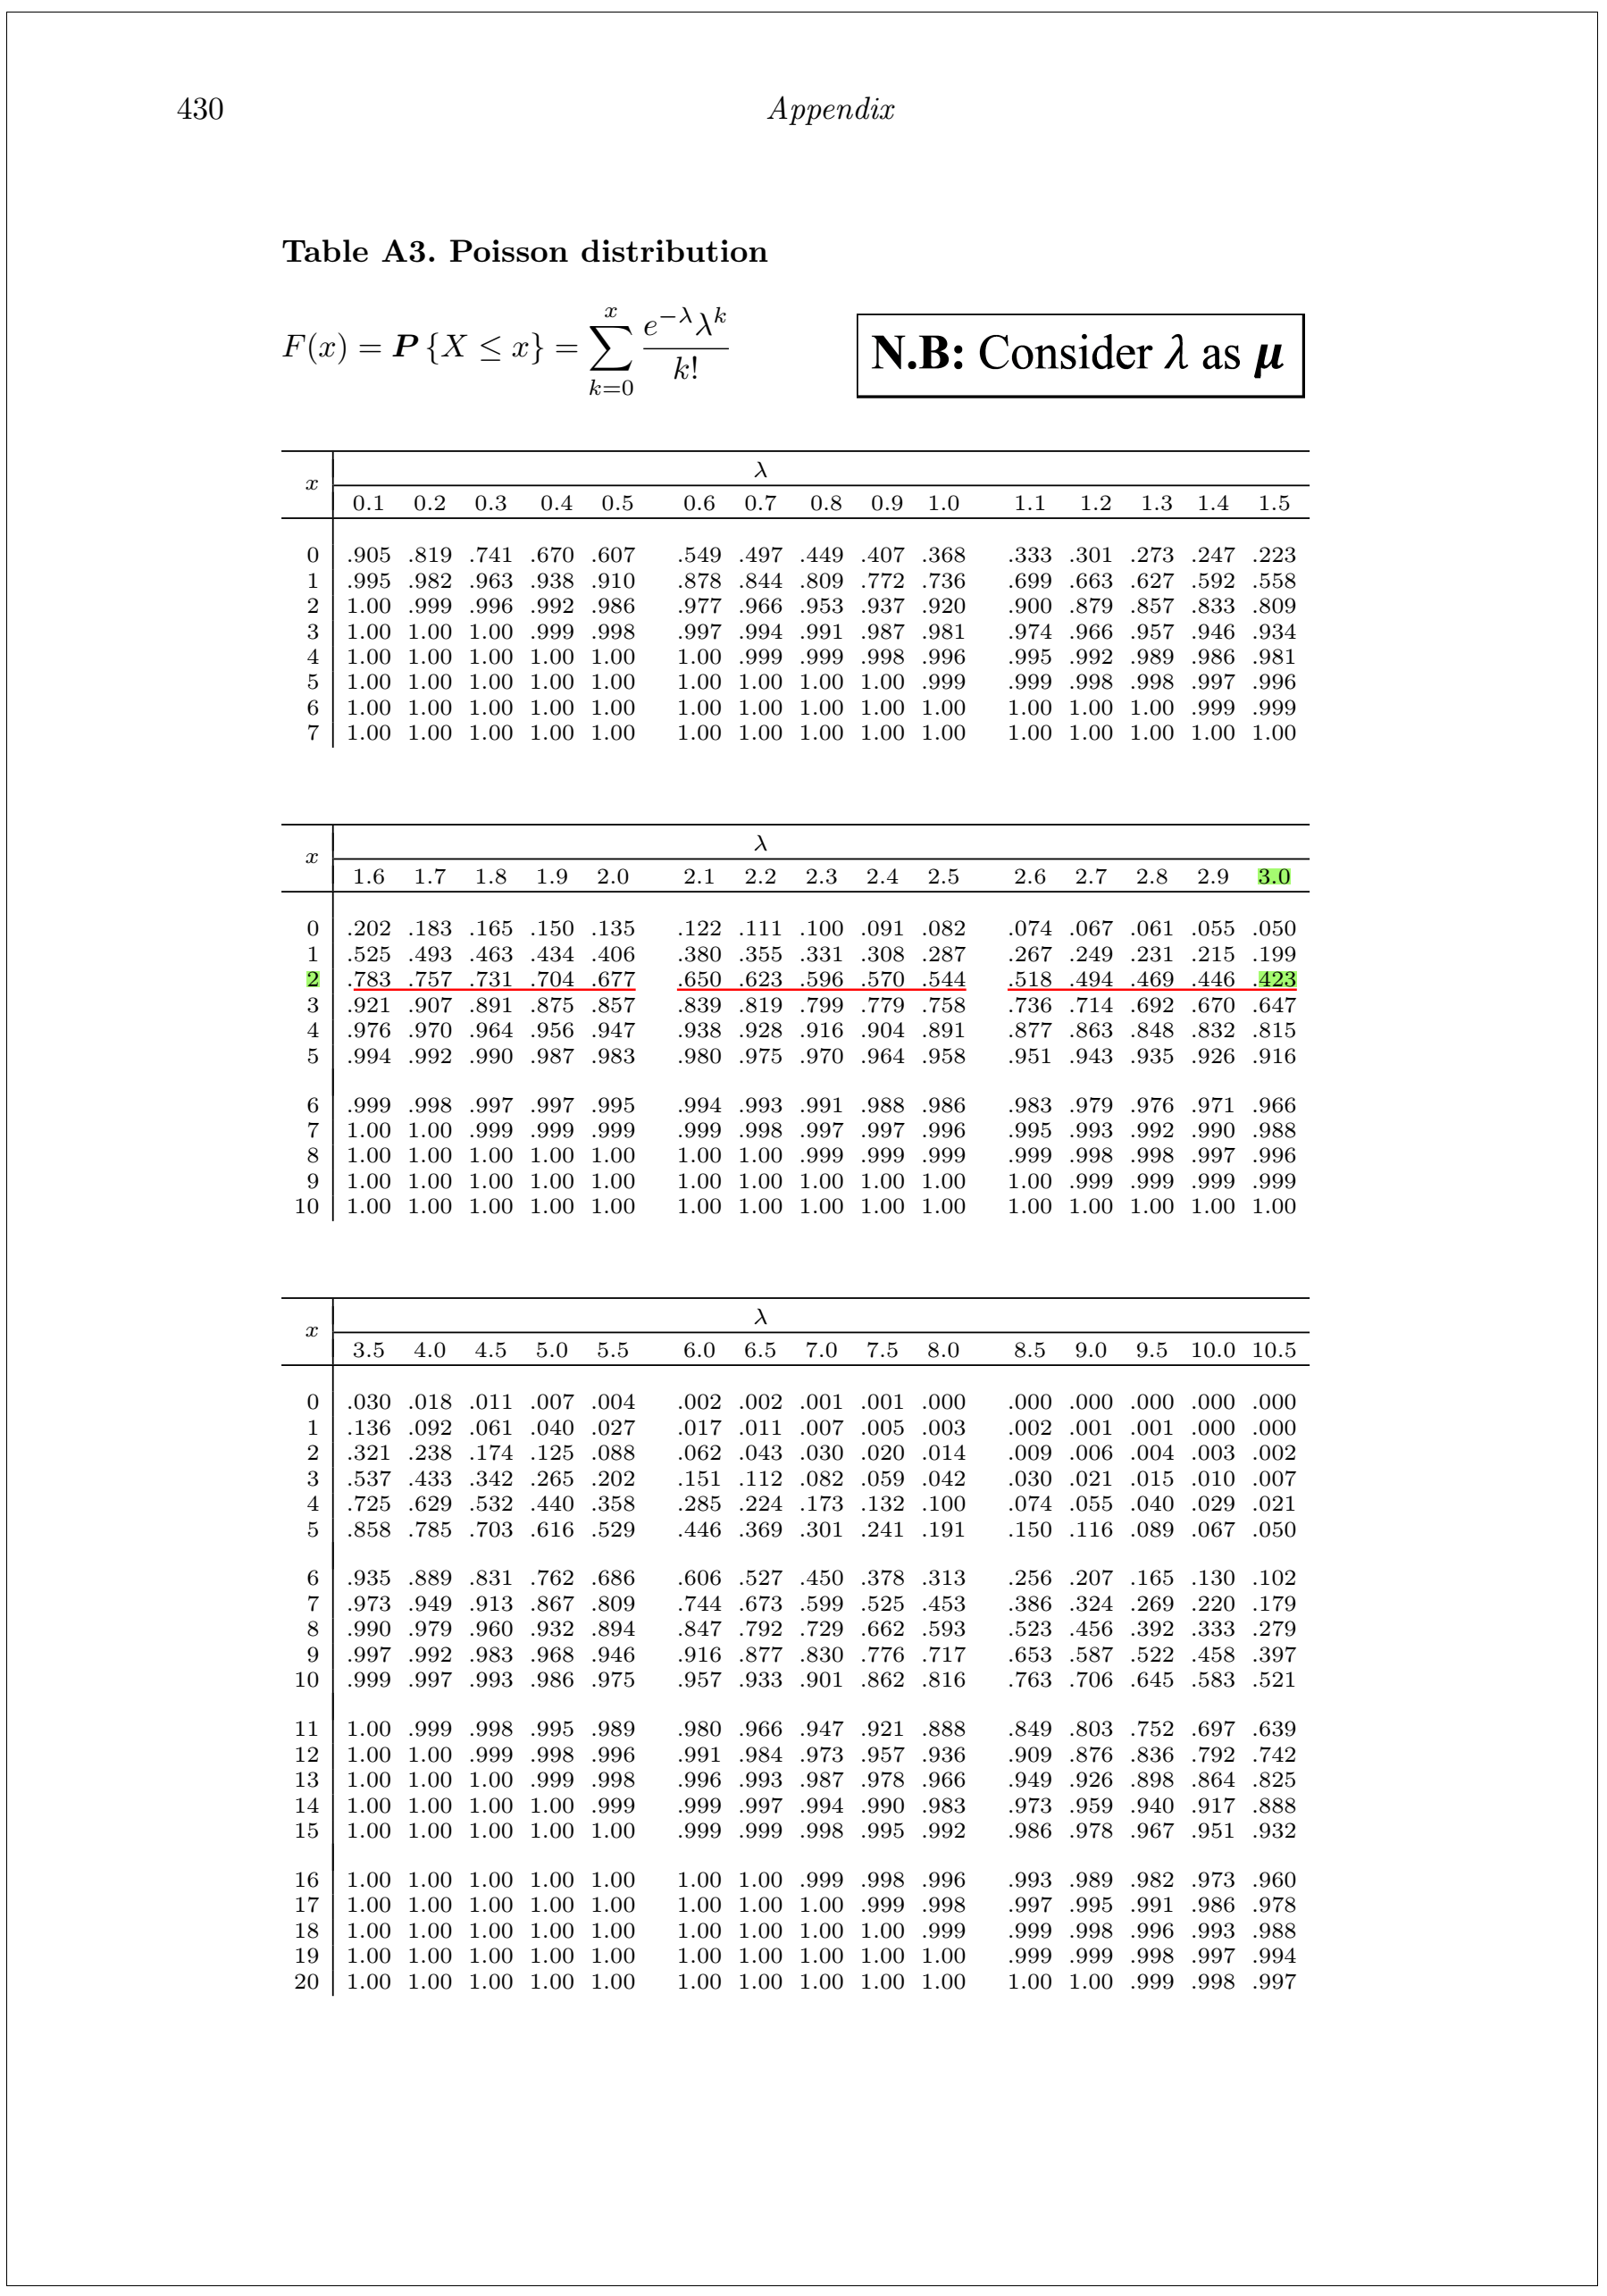 430 Appendix
Table A3. Poisson distribution
F(x) = P {X ≤ x} = ∑_{k=0}^{x} e^{−λ}λ^k / k!
N.B: Consider λ as μ
λ
x
0.1 0.2 0.3 0.4 0.5 0.6 0.7 0.8 0.9 1.0 1.1 1.2 1.3 1.4 1.5
0 .905 .819 .741 .670 .607 .549 .497 .449 .407 .368 .333 .301 .273 .247 .223
1 .995 .982 .963 .938 .910 .878 .844 .809 .772 .736 .699 .663 .627 .592 .558
2 1.00 .999 .996 .992 .986 .977 .966 .953 .937 .920 .900 .879 .857 .833 .809
3 1.00 1.00 1.00 .999 .998 .997 .994 .991 .987 .981 .974 .966 .957 .946 .934
4 1.00 1.00 1.00 1.00 1.00 1.00 .999 .999 .998 .996 .995 .992 .989 .986 .981
5 1.00 1.00 1.00 1.00 1.00 1.00 1.00 1.00 1.00 .999 .999 .998 .998 .997 .996
6 1.00 1.00 1.00 1.00 1.00 1.00 1.00 1.00 1.00 1.00 1.00 1.00 1.00 .999 .999
7 1.00 1.00 1.00 1.00 1.00 1.00 1.00 1.00 1.00 1.00 1.00 1.00 1.00 1.00 1.00
λ
x
1.6 1.7 1.8 1.9 2.0 2.1 2.2 2.3 2.4 2.5 2.6 2.7 2.8 2.9 3.0
0 .202 .183 .165 .150 .135 .122 .111 .100 .091 .082 .074 .067 .061 .055 .050
1 .525 .493 .463 .434 .406 .380 .355 .331 .308 .287 .267 .249 .231 .215 .199
2 .783 .757 .731 .704 .677 .650 .623 .596 .570 .544 .518 .494 .469 .446 .423
3 .921 .907 .891 .875 .857 .839 .819 .799 .779 .758 .736 .714 .692 .670 .647
4 .976 .970 .964 .956 .947 .938 .928 .916 .904 .891 .877 .863 .848 .832 .815
5 .994 .992 .990 .987 .983 .980 .975 .970 .964 .958 .951 .943 .935 .926 .916
6 .999 .998 .997 .997 .995 .994 .993 .991 .988 .986 .983 .979 .976 .971 .966
7 1.00 1.00 .999 .999 .999 .999 .998 .997 .997 .996 .995 .993 .992 .990 .988
8 1.00 1.00 1.00 1.00 1.00 1.00 1.00 .999 .999 .999 .999 .998 .998 .997 .996
9 1.00 1.00 1.00 1.00 1.00 1.00 1.00 1.00 1.00 1.00 1.00 .999 .999 .999 .999
10 1.00 1.00 1.00 1.00 1.00 1.00 1.00 1.00 1.00 1.00 1.00 1.00 1.00 1.00 1.00
λ
x
3.5 4.0 4.5 5.0 5.5 6.0 6.5 7.0 7.5 8.0 8.5 9.0 9.5 10.0 10.5
0 .030 .018 .011 .007 .004 .002 .002 .001 .001 .000 .000 .000 .000 .000 .000
1 .136 .092 .061 .040 .027 .017 .011 .007 .005 .003 .002 .001 .001 .000 .000
2 .321 .238 .174 .125 .088 .062 .043 .030 .020 .014 .009 .006 .004 .003 .002
3 .537 .433 .342 .265 .202 .151 .112 .082 .059 .042 .030 .021 .015 .010 .007
4 .725 .629 .532 .440 .358 .285 .224 .173 .132 .100 .074 .055 .040 .029 .021
5 .858 .785 .703 .616 .529 .446 .369 .301 .241 .191 .150 .116 .089 .067 .050
6 .935 .889 .831 .762 .686 .606 .527 .450 .378 .313 .256 .207 .165 .130 .102
7 .973 .949 .913 .867 .809 .744 .673 .599 .525 .453 .386 .324 .269 .220 .179
8 .990 .979 .960 .932 .894 .847 .792 .729 .662 .593 .523 .456 .392 .333 .279
9 .997 .992 .983 .968 .946 .916 .877 .830 .776 .717 .653 .587 .522 .458 .397
10 .999 .997 .993 .986 .975 .957 .933 .901 .862 .816 .763 .706 .645 .583 .521
11 1.00 .999 .998 .995 .989 .980 .966 .947 .921 .888 .849 .803 .752 .697 .639
12 1.00 1.00 .999 .998 .996 .991 .984 .973 .957 .936 .909 .876 .836 .792 .742
13 1.00 1.00 1.00 .999 .998 .996 .993 .987 .978 .966 .949 .926 .898 .864 .825
14 1.00 1.00 1.00 1.00 .999 .999 .997 .994 .990 .983 .973 .959 .940 .917 .888
15 1.00 1.00 1.00 1.00 1.00 .999 .999 .998 .995 .992 .986 .978 .967 .951 .932
16 1.00 1.00 1.00 1.00 1.00 1.00 1.00 .999 .998 .996 .993 .989 .982 .973 .960
17 1.00 1.00 1.00 1.00 1.00 1.00 1.00 1.00 .999 .998 .997 .995 .991 .986 .978
18 1.00 1.00 1.00 1.00 1.00 1.00 1.00 1.00 1.00 .999 .999 .998 .996 .993 .988
19 1.00 1.00 1.00 1.00 1.00 1.00 1.00 1.00 1.00 1.00 .999 .999 .998 .997 .994
20 1.00 1.00 1.00 1.00 1.00 1.00 1.00 1.00 1.00 1.00 1.00 1.00 .999 .998 .997